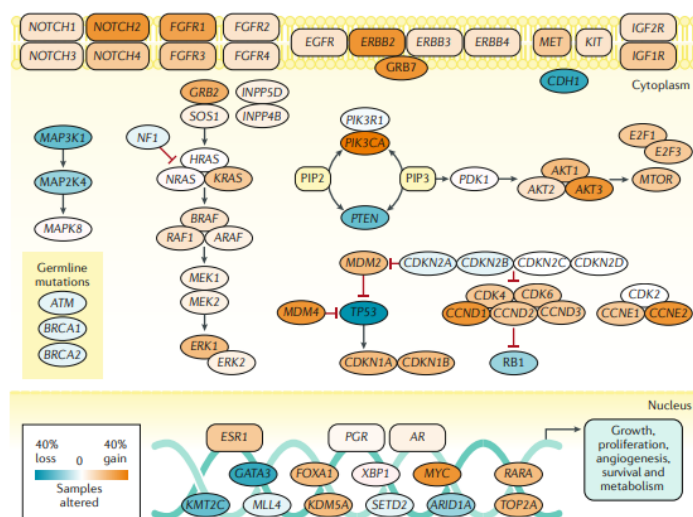 NOTCH1
NOTCH2
FGFR1
FGFR2
NOTCH3
NOTCH4
FGFR3
FGFR4
EGFR
ERBB2
ERBB3
ERBB4
GRB7
MET
KIT
IGF2R
IGF1R
CDH1
Cytoplasm
GRB2
SOS1
INPP5D
INPP4B
MAP3K1
MAP2K4
MAPK8
NF1
HRAS
NRAS
KRAS
BRAF
RAF1
ARAF
MEK1
MEK2
ERK1
ERK2
PIK3R1
PIK3CA
PIP2
PIP3
PTEN
PDK1
AKT1
AKT2
AKT3
MTOR
E2F1
E2F3
Germline
mutations
ATM
BRCA1
BRCA2
MDM2
CDKN2A
CDKN2B
CDKN2C
CDKN2D
MDM4
TP53
CDK4
CDK6
CCND1
CCND2
CCND3
CDK2
CCNE1
CCNE2
CDKN1A
CDKN1B
RB1
Nucleus
40%
loss
0
40%
gain
Samples
altered
ESR1
PGR
AR
GATA3
FOXA1
XBP1
MYC
RARA
KMT2C
MLL4
KDM5A
SETD2
ARID1A
TOP2A
Growth,
proliferation,
angiogenesis,
survival and
metabolism